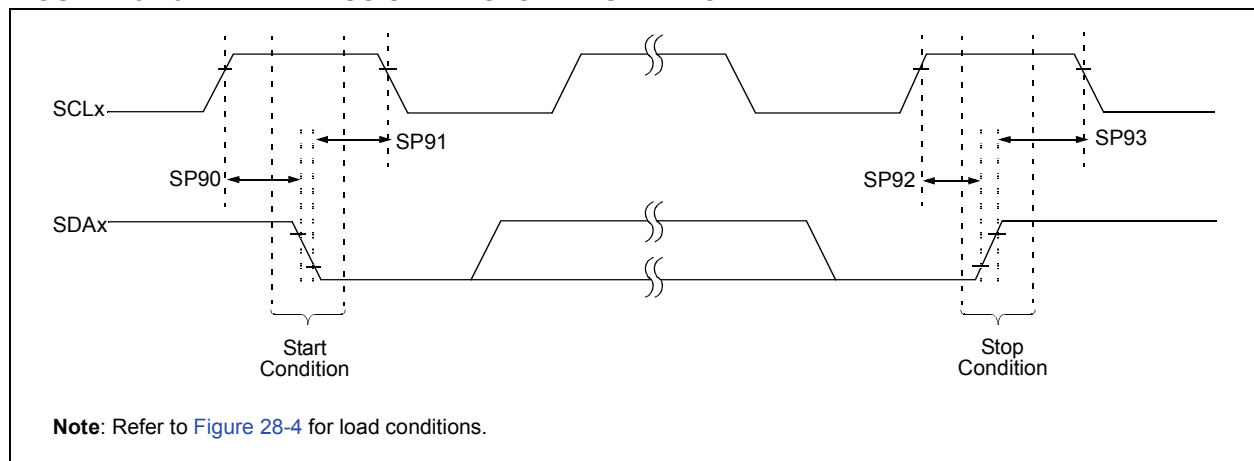 SCLx
SP91
SP93
SP90
SP92
SDAx
Start
Condition
Stop
Condition
Note: Refer to Figure 28-4 for load conditions.